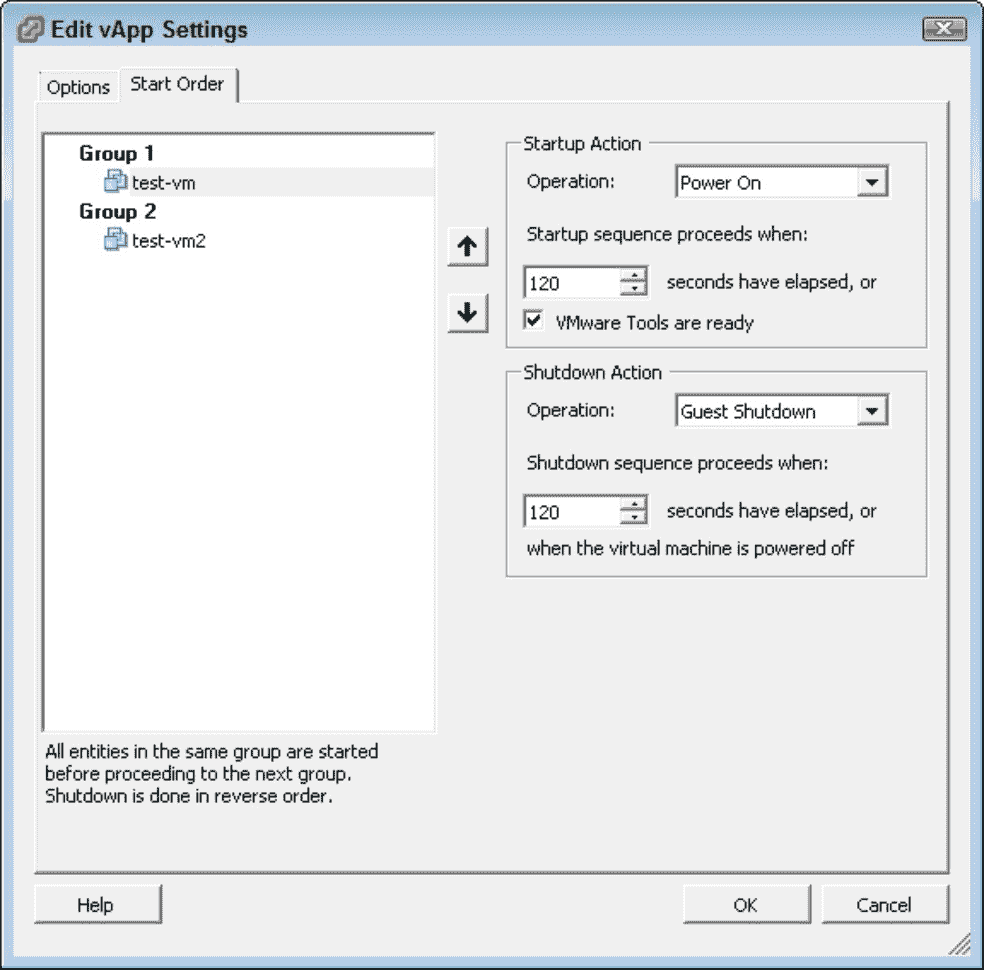 Edit vApp Settings
Options
Start Order
Group 1
test-vm
Group 2
test-vm2
Startup Action
Operation:
Power On
Startup sequence proceeds when:
120 seconds have elapsed, or
VMware Tools are ready
Shutdown Action
Operation:
Guest Shutdown
Shutdown sequence proceeds when:
120 seconds have elapsed, or
when the virtual machine is powered off
All entities in the same group are started
before proceeding to the next group.
Shutdown is done in reverse order.
Help
OK
Cancel